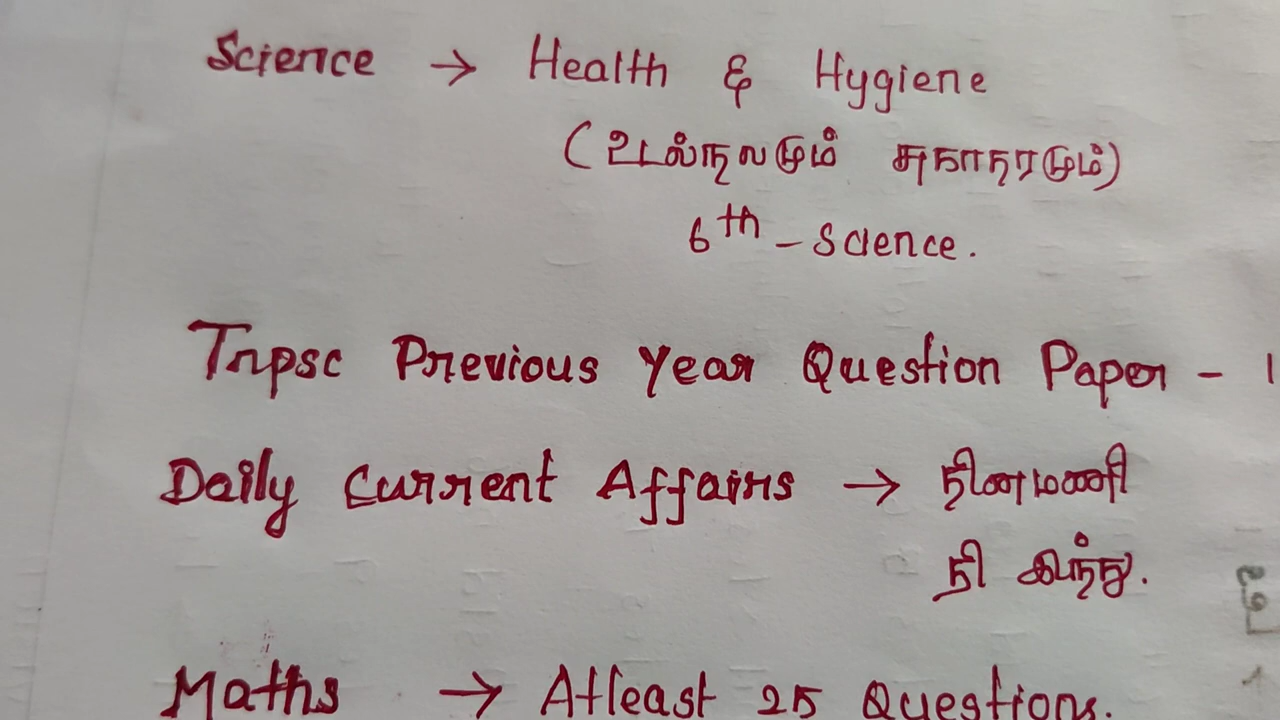 Science → Health & Hygiene
(உடல்நலமும் சுகாதாரமும்)
6th - Science.
Tnpsc Previous Year Question Paper - 1
Daily Current Affairs → தினமணி
தி இந்து.
Maths → Atleast 25 Questions.